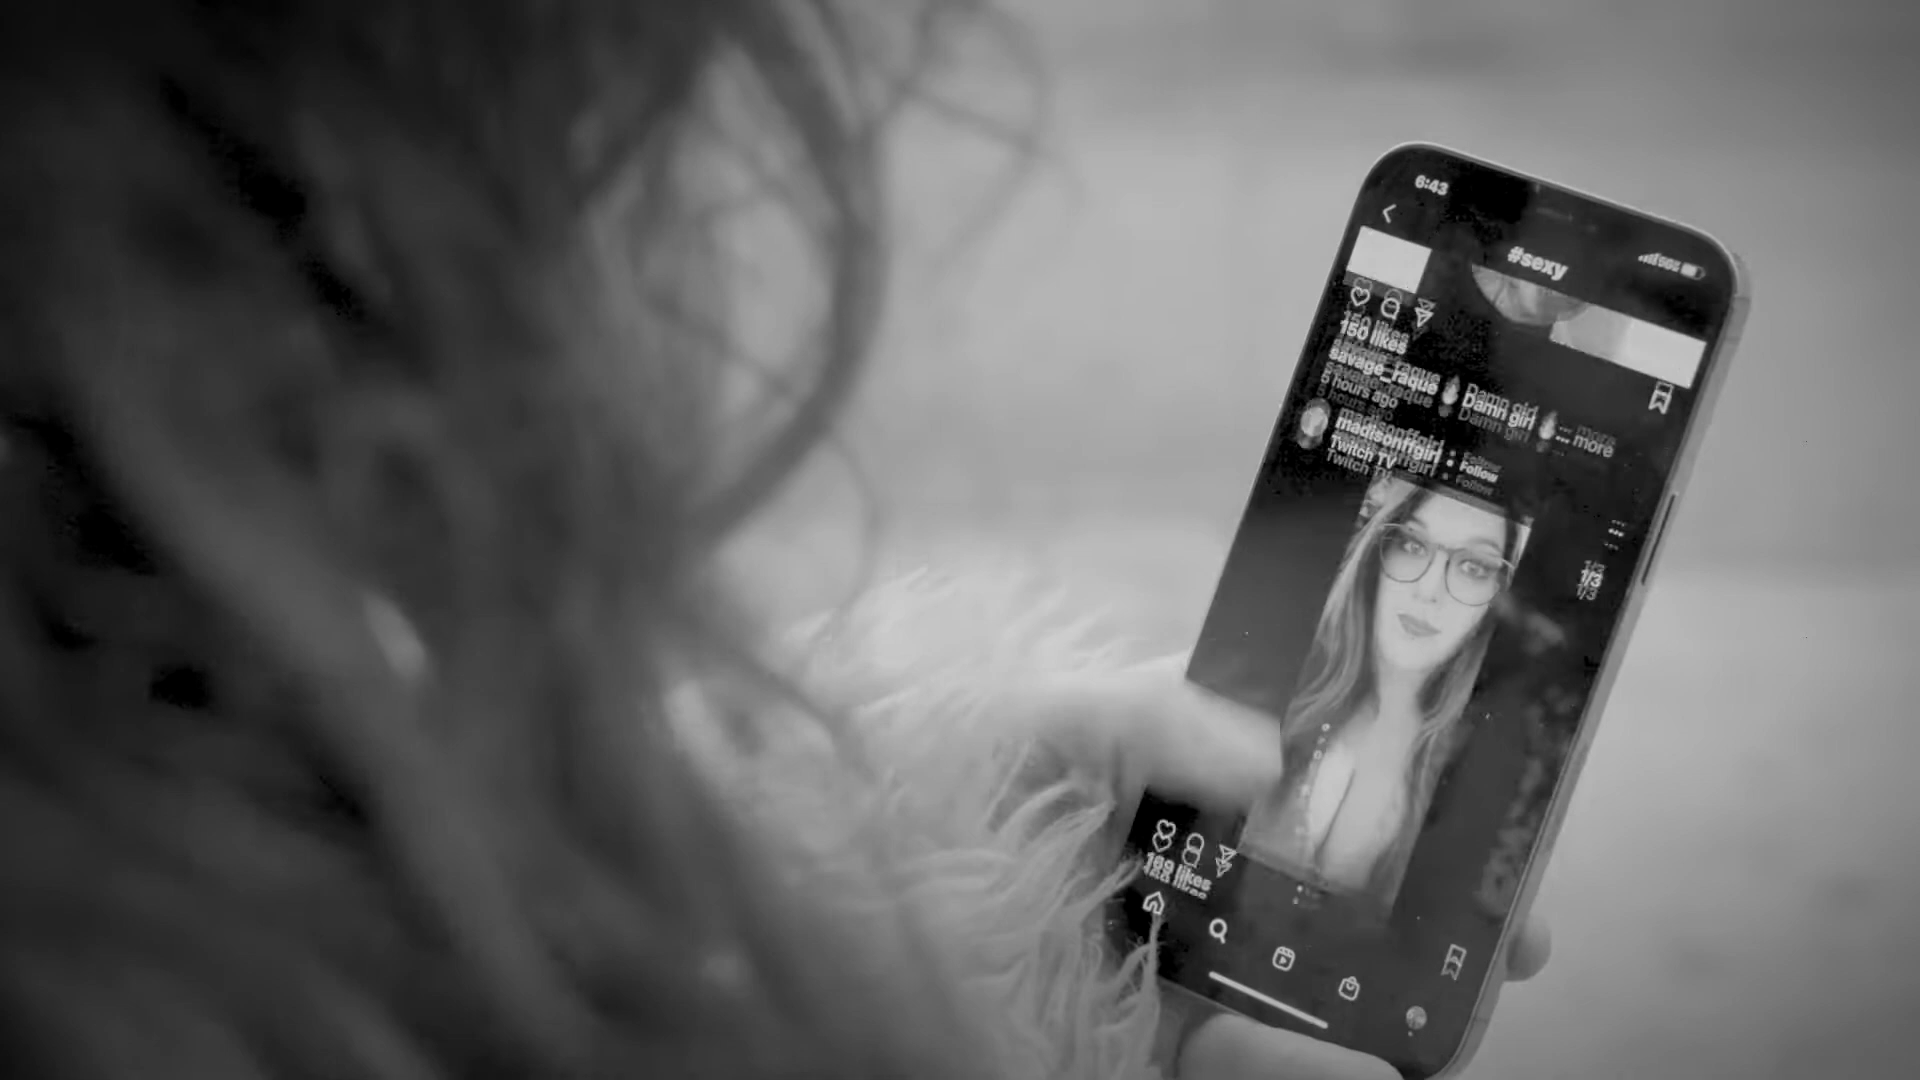 6:43
5G
#sexy
150 likes
savage_raque 🔥 Damn girl 🔥 ... more
5 hours ago
madisonffgirl • Follow
Twitch TV
1/3
169 likes